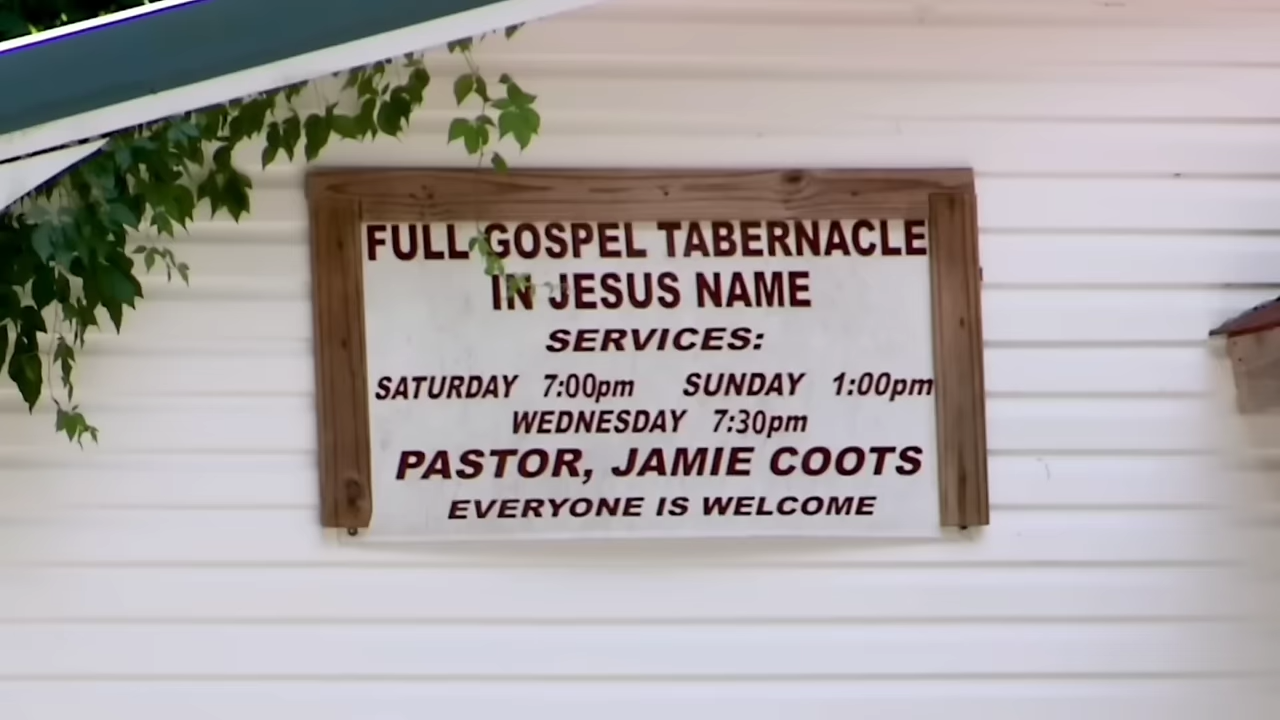 FULL GOSPEL TABERNACLE
IN JESUS NAME
SERVICES:
SATURDAY 7:00pm SUNDAY 1:00pm
WEDNESDAY 7:30pm
PASTOR, JAMIE COOTS
EVERYONE IS WELCOME